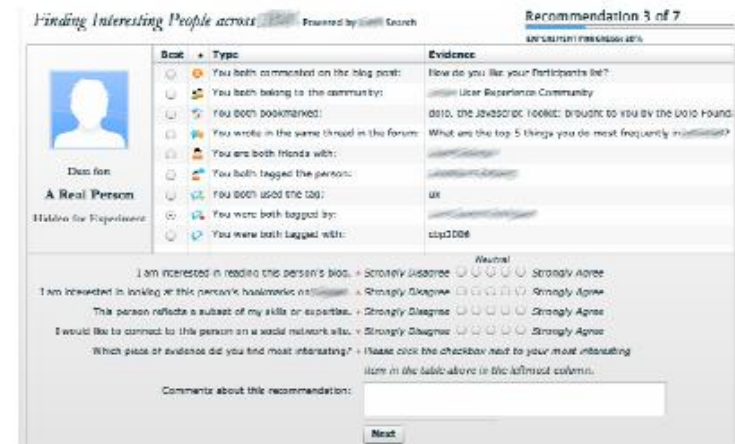 Finding Interesting People across Powered by Search
Recommendation 3 of 7
EXPERIMENT PROGRESS: 28%
Best Type Evidence
You both commented on the blog post: How do you like your Participants list?
You both belong to the community: User Experience Community
You both bookmarked: dojo, the Javascript Toolkit: brought to you by the Dojo Found
You wrote in the same thread in the forum: What are the top 5 things you do most frequently in ?
You are both friends with:
You both tagged the person:
You both used the tag: ux
You were both tagged by:
You were both tagged with:
Data for:
A Real Person
Hidden for Experiment
Neutral
I am interested in reading this person's blog. * Strongly Disagree Strongly Agree
I am interested in looking at this person's bookmarks on Strongly Disagree Strongly Agree
This person reflects a subset of my skills or expertise. * Strongly Disagree Strongly Agree
I would like to connect to this person on a social network site. * Strongly Disagree Strongly Agree
Which piece of evidence did you find most interesting? * Please click the checkbox next to your most interesting
item in the table above in the leftmost column.
Comments about this recommendation:
Next